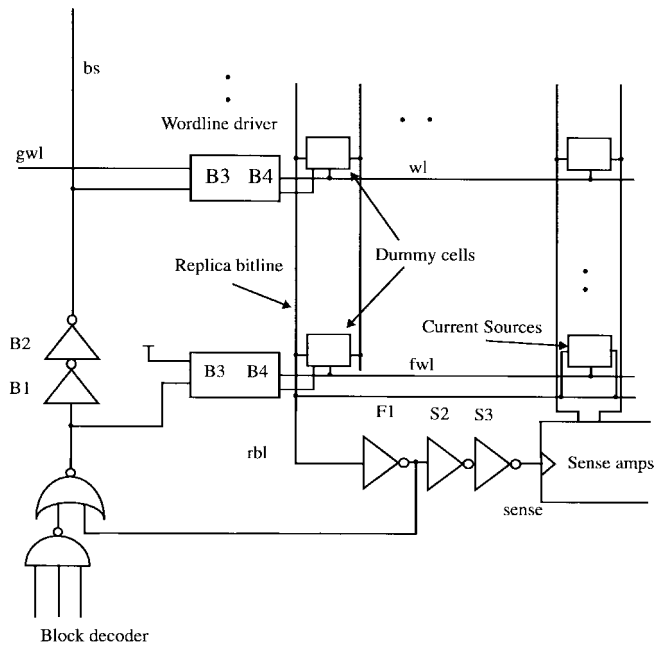 bs
Wordline driver
gwl
B3 B4
wl
Replica bitline
Dummy cells
B2
B1
Current Sources
B3 B4
fwl
F1 S2 S3
rbl
Sense amps
sense
Block decoder